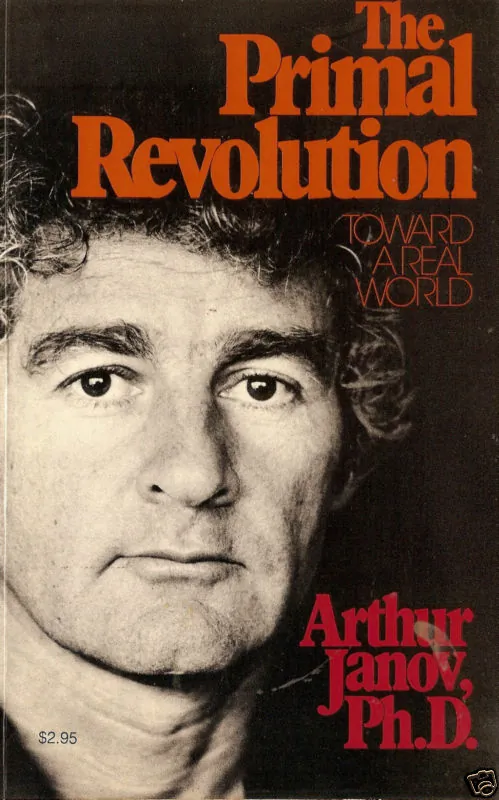 The
Primal
Revolution
TOWARD
A REAL
WORLD
Arthur
Janov,
Ph.D.
$2.95